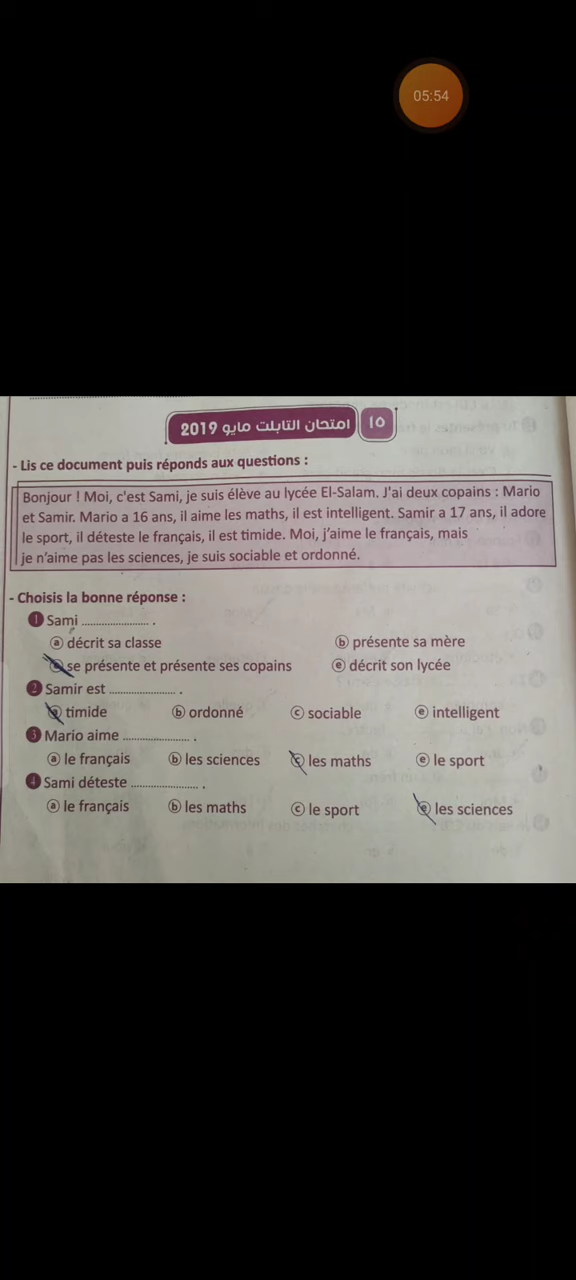 05:54
١٥ امتحان التابلت مايو 2019
- Lis ce document puis réponds aux questions :
Bonjour ! Moi, c'est Sami, je suis élève au lycée El-Salam. J'ai deux copains : Mario
et Samir. Mario a 16 ans, il aime les maths, il est intelligent. Samir a 17 ans, il adore
le sport, il déteste le français, il est timide. Moi, j'aime le français, mais
je n'aime pas les sciences, je suis sociable et ordonné.
- Choisis la bonne réponse :
1 Sami ........................ .
a décrit sa classe b présente sa mère
se présente et présente ses copains e décrit son lycée
2 Samir est ........................ .
a timide b ordonné c sociable e intelligent
3 Mario aime ........................ .
a le français b les sciences c les maths e le sport
4 Sami déteste ........................ .
a le français b les maths c le sport e les sciences